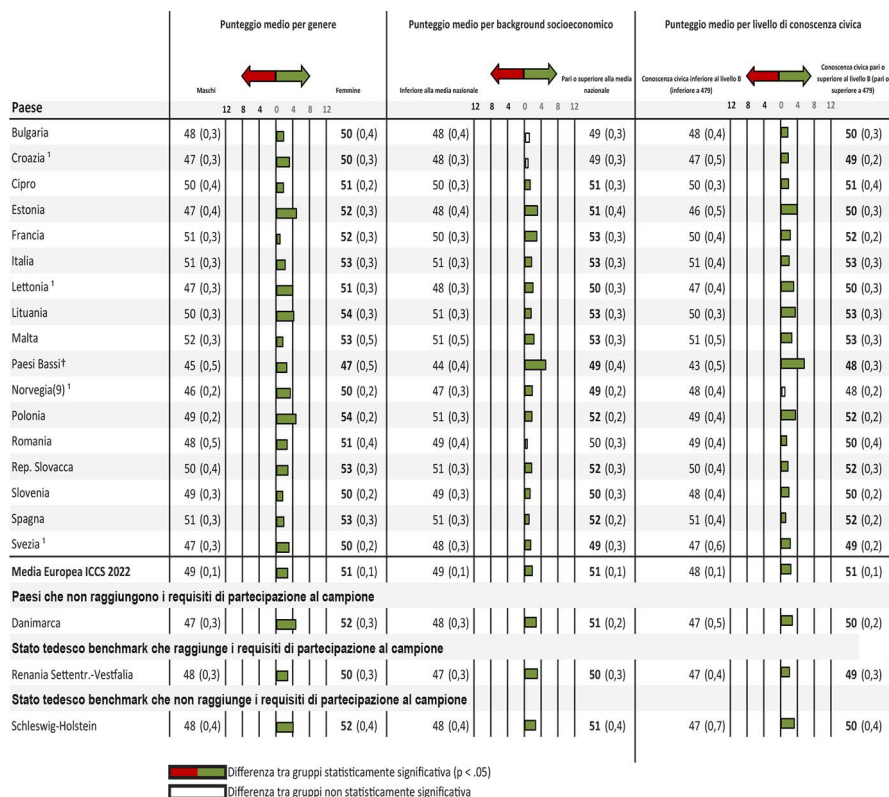 Punteggio medio per genere Punteggio medio per background socioeconomico Punteggio medio per livello di conoscenza civica
Maschi Femmine Inferiore alla media nazionale Pari o superiore alla media nazionale Conoscenza civica inferiore al livello B (inferiore a 479) Conoscenza civica pari o superiore al livello B (pari o superiore a 479)
Paese 12 8 4 0 4 8 12 12 8 4 0 4 8 12 12 8 4 0 4 8 12
Bulgaria 48 (0,3) 50 (0,4) 48 (0,4) 49 (0,3) 48 (0,4) 50 (0,3)
Croazia ¹ 47 (0,3) 50 (0,3) 48 (0,3) 49 (0,3) 47 (0,5) 49 (0,2)
Cipro 50 (0,4) 51 (0,2) 50 (0,3) 51 (0,3) 50 (0,3) 51 (0,4)
Estonia 47 (0,4) 52 (0,3) 48 (0,4) 51 (0,4) 46 (0,5) 50 (0,3)
Francia 51 (0,3) 52 (0,3) 50 (0,3) 53 (0,3) 50 (0,4) 52 (0,2)
Italia 51 (0,3) 53 (0,3) 51 (0,3) 53 (0,3) 51 (0,4) 53 (0,3)
Lettonia ¹ 47 (0,3) 51 (0,3) 48 (0,3) 50 (0,3) 47 (0,4) 50 (0,3)
Lituania 50 (0,3) 54 (0,3) 51 (0,3) 53 (0,3) 50 (0,3) 53 (0,3)
Malta 52 (0,3) 53 (0,5) 51 (0,5) 53 (0,3) 51 (0,5) 53 (0,3)
Paesi Bassi† 45 (0,5) 47 (0,5) 44 (0,4) 49 (0,4) 43 (0,5) 48 (0,3)
Norvegia(9) ¹ 46 (0,2) 50 (0,2) 47 (0,3) 49 (0,2) 48 (0,4) 48 (0,2)
Polonia 49 (0,2) 54 (0,2) 51 (0,3) 52 (0,2) 49 (0,4) 52 (0,2)
Romania 48 (0,5) 51 (0,4) 49 (0,4) 50 (0,3) 49 (0,4) 50 (0,4)
Rep. Slovacca 50 (0,4) 53 (0,3) 51 (0,3) 52 (0,3) 50 (0,4) 52 (0,3)
Slovenia 49 (0,3) 50 (0,2) 49 (0,3) 50 (0,3) 48 (0,4) 50 (0,2)
Spagna 51 (0,3) 53 (0,3) 51 (0,3) 52 (0,2) 51 (0,4) 52 (0,2)
Svezia ¹ 47 (0,3) 50 (0,2) 48 (0,3) 49 (0,3) 47 (0,6) 49 (0,2)
Media Europea ICCS 2022 49 (0,1) 51 (0,1) 49 (0,1) 51 (0,1) 48 (0,1) 51 (0,1)
Paesi che non raggiungono i requisiti di partecipazione al campione
Danimarca 47 (0,3) 52 (0,3) 48 (0,3) 51 (0,2) 47 (0,5) 50 (0,2)
Stato tedesco benchmark che raggiunge i requisiti di partecipazione al campione
Renania Settentr.-Vestfalia 48 (0,3) 50 (0,3) 47 (0,3) 50 (0,3) 47 (0,4) 49 (0,3)
Stato tedesco benchmark che non raggiunge i requisiti di partecipazione al campione
Schleswig-Holstein 48 (0,4) 52 (0,4) 48 (0,4) 51 (0,4) 47 (0,7) 50 (0,4)
Differenza tra gruppi statisticamente significativa (p < .05)
Differenza tra gruppi non statisticamente significativa